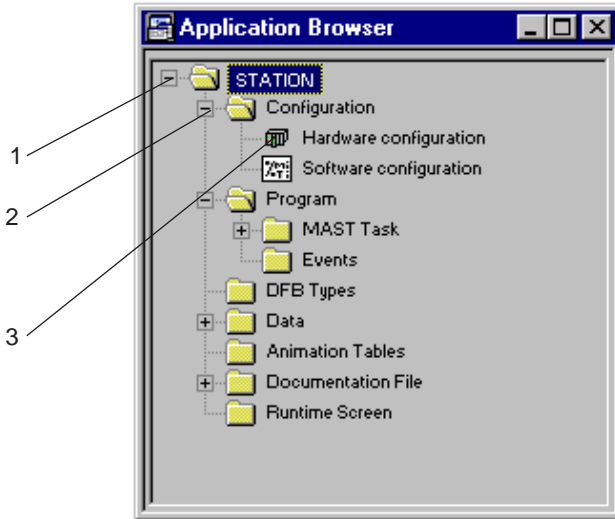 Application Browser
STATION
Configuration
1
Hardware configuration
Software configuration
2
Program
MAST Task
Events
DFB Types
3
Data
Animation Tables
Documentation File
Runtime Screen